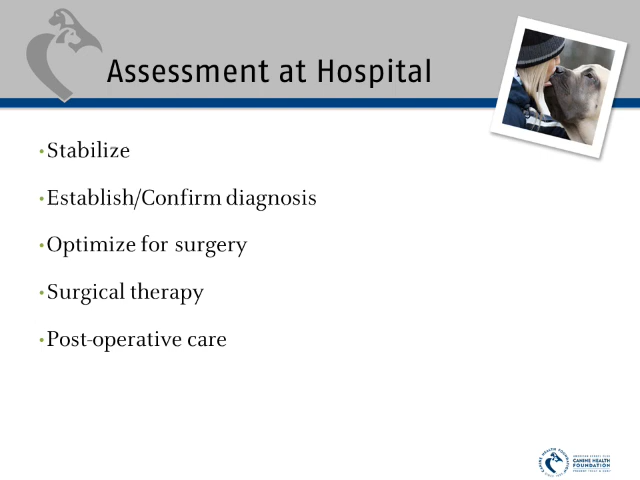 Assessment at Hospital
•Stabilize
•Establish/Confirm diagnosis
•Optimize for surgery
•Surgical therapy
•Post-operative care
CANINE HEALTH
FOUNDATION